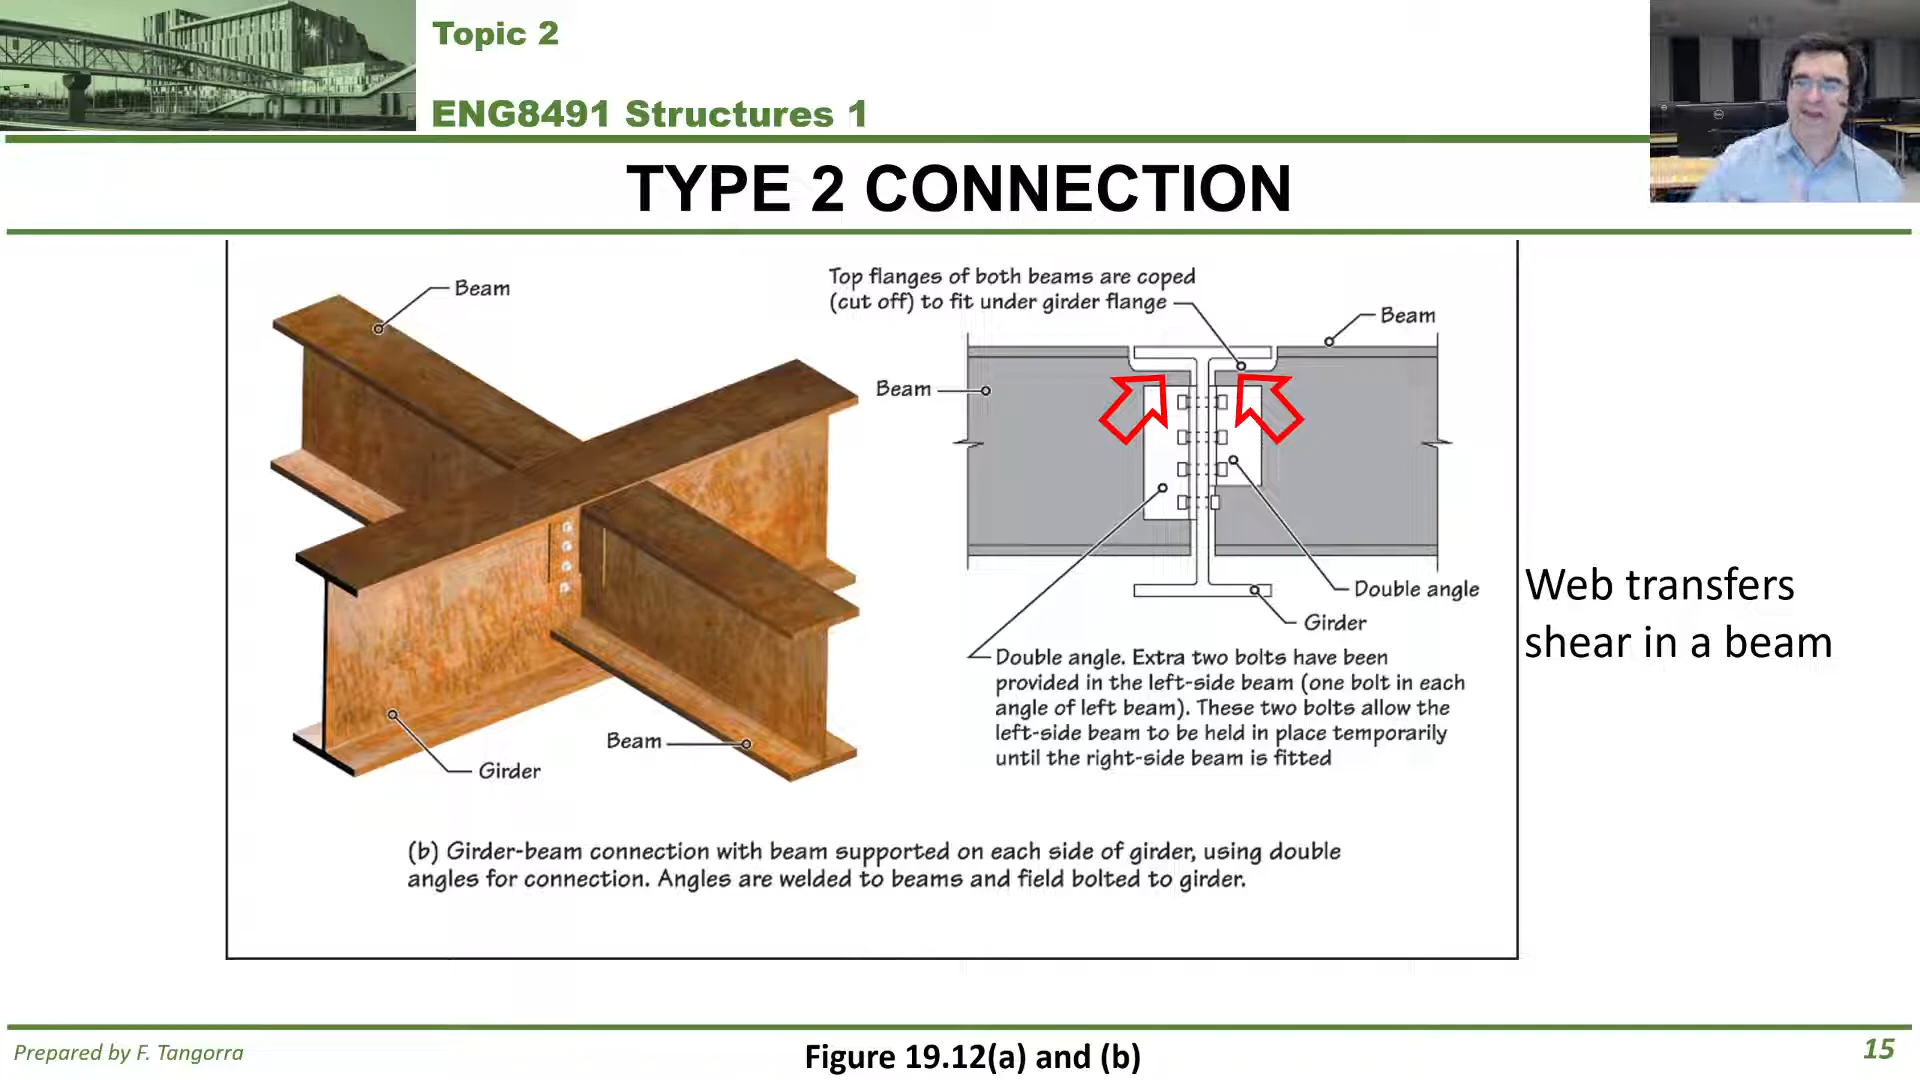 Topic 2
ENG8491 Structures 1
TYPE 2 CONNECTION
Beam
Girder
Beam
Top flanges of both beams are coped
(cut off) to fit under girder flange
Beam
Beam
Double angle
Girder
Double angle. Extra two bolts have been
provided in the left-side beam (one bolt in each
angle of left beam). These two bolts allow the
left-side beam to be held in place temporarily
until the right-side beam is fitted
Web transfers
shear in a beam
(b) Girder-beam connection with beam supported on each side of girder, using double
angles for connection. Angles are welded to beams and field bolted to girder.
Prepared by F. Tangorra
Figure 19.12(a) and (b)
15